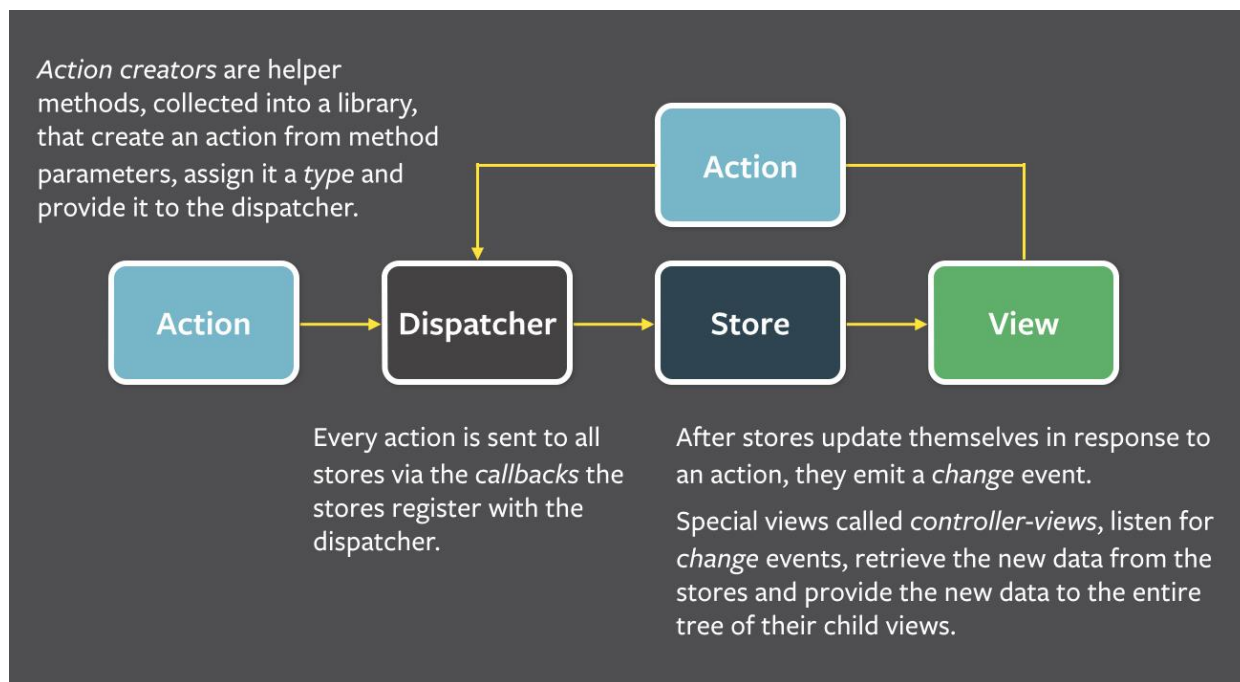 Action creators are helper
methods, collected into a library,
that create an action from method
parameters, assign it a type and
provide it to the dispatcher.
Action
Action
Dispatcher
Store
View
Every action is sent to all
stores via the callbacks the
stores register with the
dispatcher.
After stores update themselves in response to
an action, they emit a change event.
Special views called controller-views, listen for
change events, retrieve the new data from the
stores and provide the new data to the entire
tree of their child views.